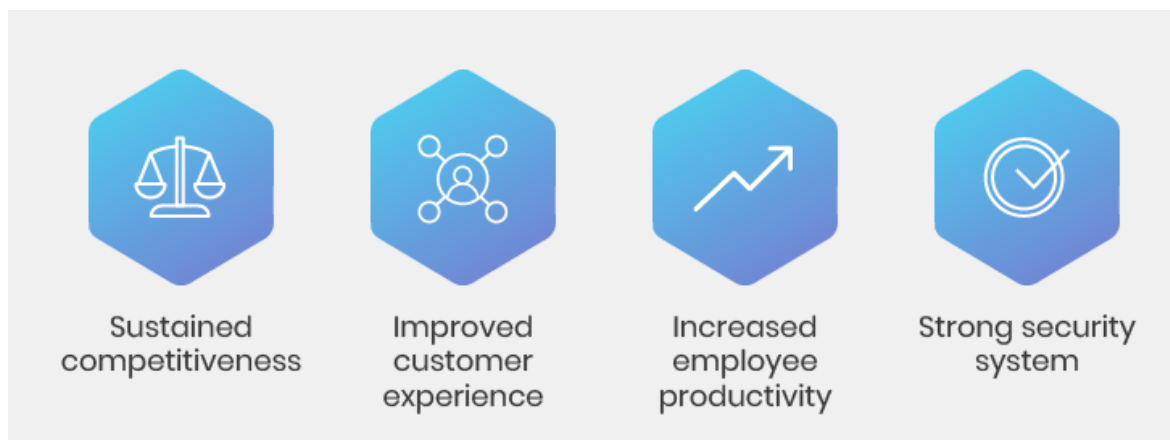 Sustained
competitiveness
Improved
customer
experience
Increased
employee
productivity
Strong security
system